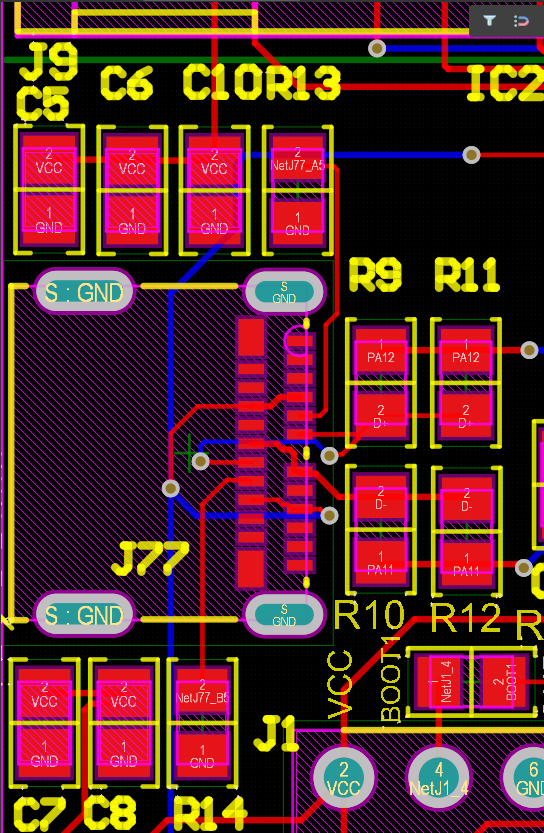 J9
C5 C6 C10 R13 IC2
2 2 2 2
VCC VCC VCC NetJ77_A5
1 1 1 1
GND GND GND GND
S : GND S
GND
R9 R11
1 1
PA12 PA12
2 2
D+ D+
2 2
D- D-
1 1
PA11 PA11
J77
S : GND S
GND
R10 R12 R
VCC BOOT1
1 NetJ1_4 2 BOOT1
2 2 2
VCC VCC NetJ77_B5
1 1 1
GND GND GND
J1
2 4 6
VCC NetJ1_4 GND
C7 C8 R14